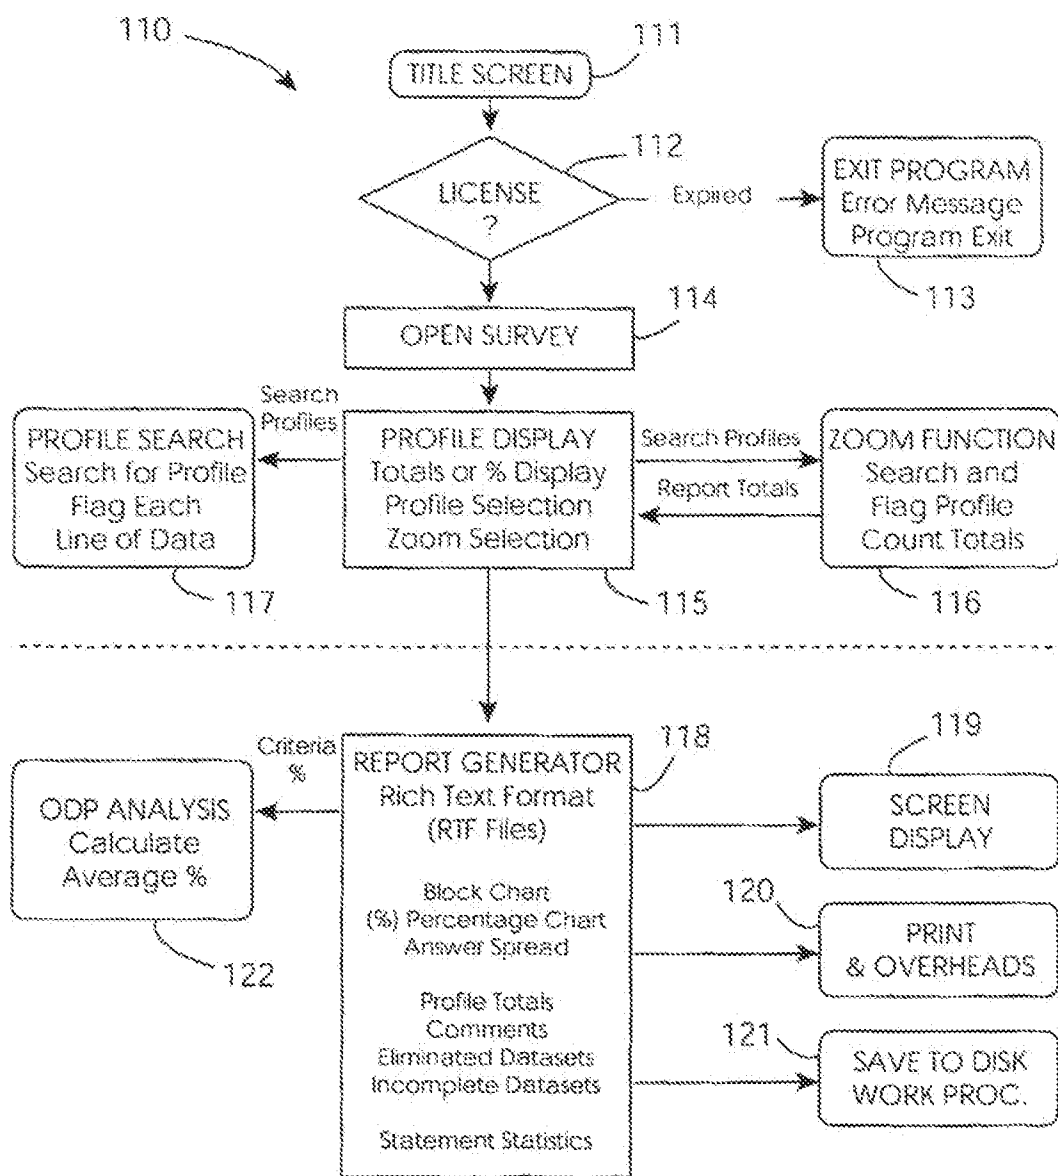 110
111
TITLE SCREEN
112
LICENSE
?
Expired
EXIT PROGRAM
Error Message
Program Exit
113
114
OPEN SURVEY
Search
Profiles
PROFILE SEARCH
Search for Profile
Flag Each
Line of Data
117
PROFILE DISPLAY
Totals or % Display
Profile Selection
Zoom Selection
115
Search Profiles
Report Totals
ZOOM FUNCTION
Search and
Flag Profile
Count Totals
116
Criteria
%
ODP ANALYSIS
Calculate
Average %
122
118
REPORT GENERATOR
Rich Text Format
(RTF Files)
Block Chart
(%) Percentage Chart
Answer Spread
Profile Totals
Comments
Eliminated Datasets
Incomplete Datasets
Statement Statistics
119
SCREEN
DISPLAY
120
PRINT
& OVERHEADS
121
SAVE TO DISK
WORK PROC.